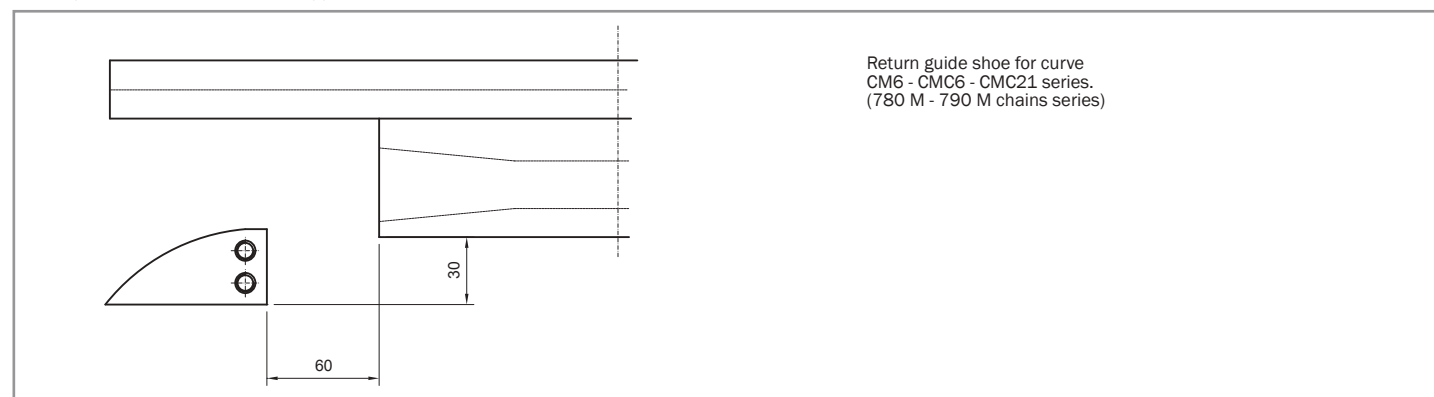 Return guide shoe for curve
CM6 - CMC6 - CMC21 series.
(780 M - 790 M chains series)
30
60